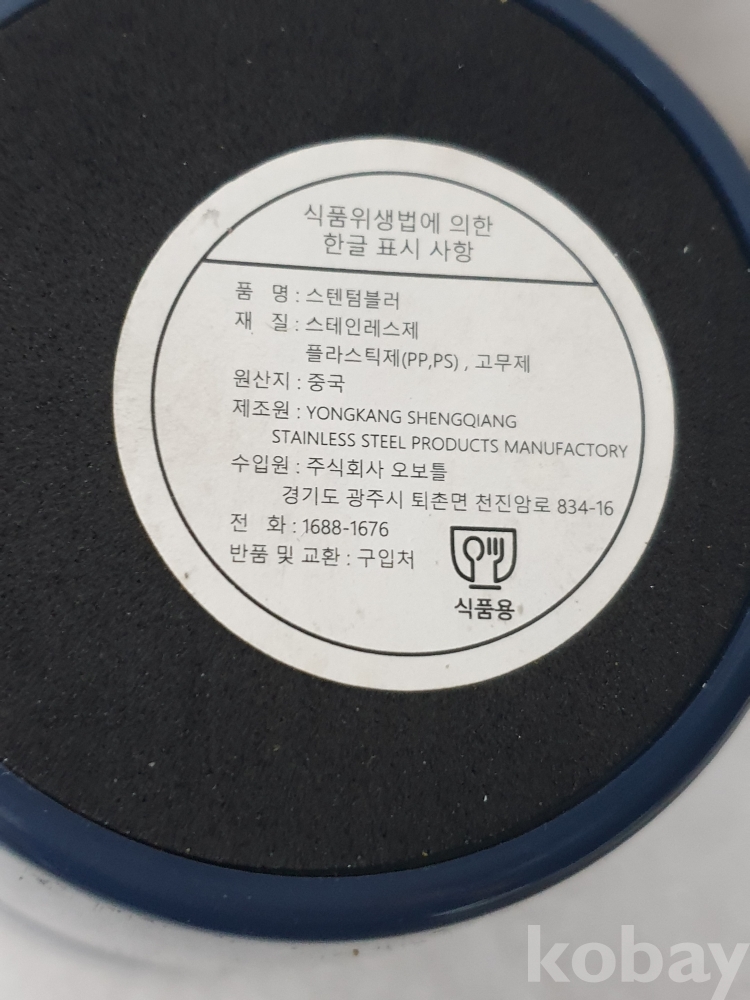 식품위생법에 의한
한글 표시 사항
품 명 : 스텐텀블러
재 질 : 스테인레스제
플라스틱제(PP,PS) , 고무제
원산지 : 중국
제조원 : YONGKANG SHENGQIANG
STAINLESS STEEL PRODUCTS MANUFACTORY
수입원 : 주식회사 오보틀
경기도 광주시 퇴촌면 천진암로 834-16
전 화 : 1688-1676
반품 및 교환 : 구입처
식품용
kobay